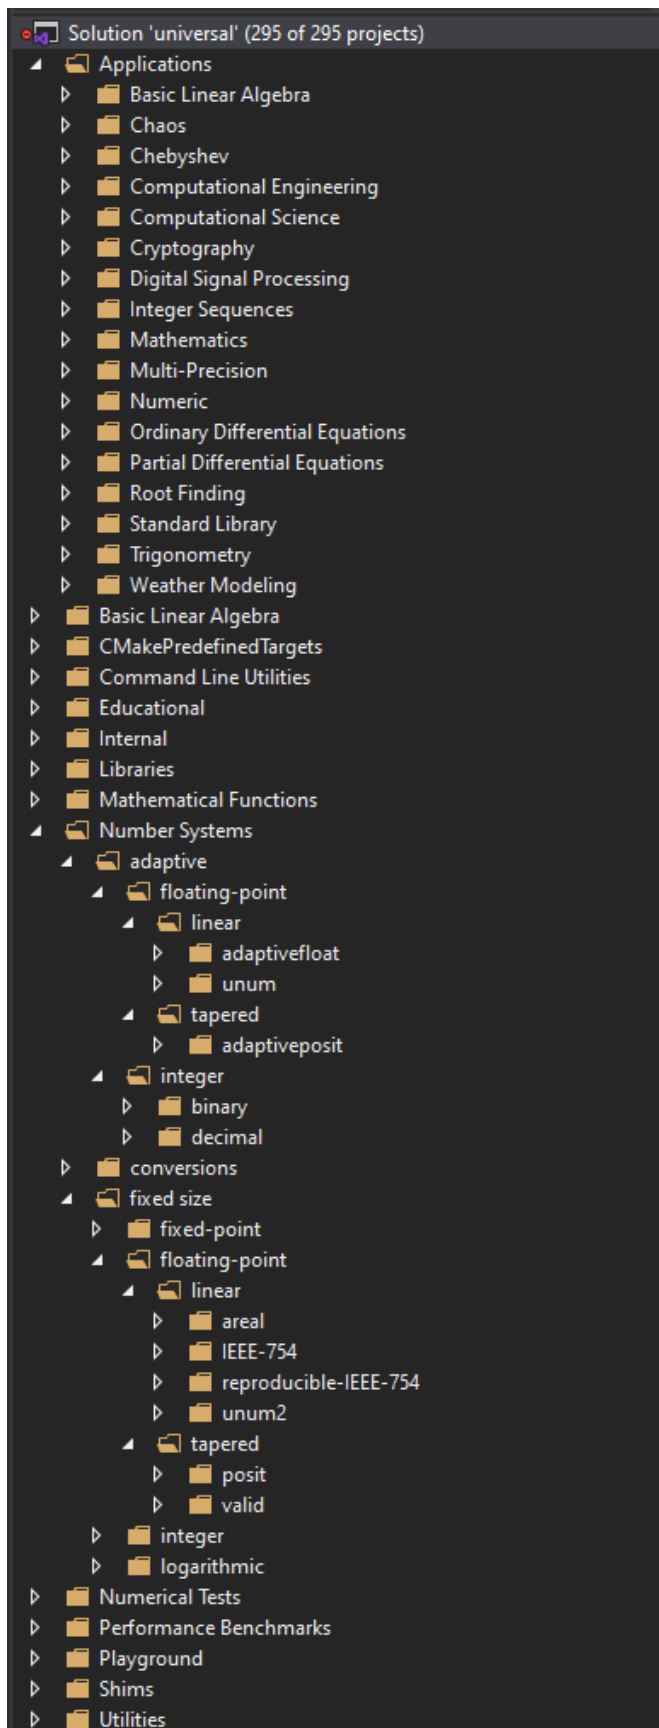 Solution 'universal' (295 of 295 projects)
Applications
Basic Linear Algebra
Chaos
Chebyshev
Computational Engineering
Computational Science
Cryptography
Digital Signal Processing
Integer Sequences
Mathematics
Multi-Precision
Numeric
Ordinary Differential Equations
Partial Differential Equations
Root Finding
Standard Library
Trigonometry
Weather Modeling
Basic Linear Algebra
CMakePredefinedTargets
Command Line Utilities
Educational
Internal
Libraries
Mathematical Functions
Number Systems
adaptive
floating-point
linear
adaptivefloat
unum
tapered
adaptiveposit
integer
binary
decimal
conversions
fixed size
fixed-point
floating-point
linear
areal
IEEE-754
reproducible-IEEE-754
unum2
tapered
posit
valid
integer
logarithmic
Numerical Tests
Performance Benchmarks
Playground
Shims
Utilities